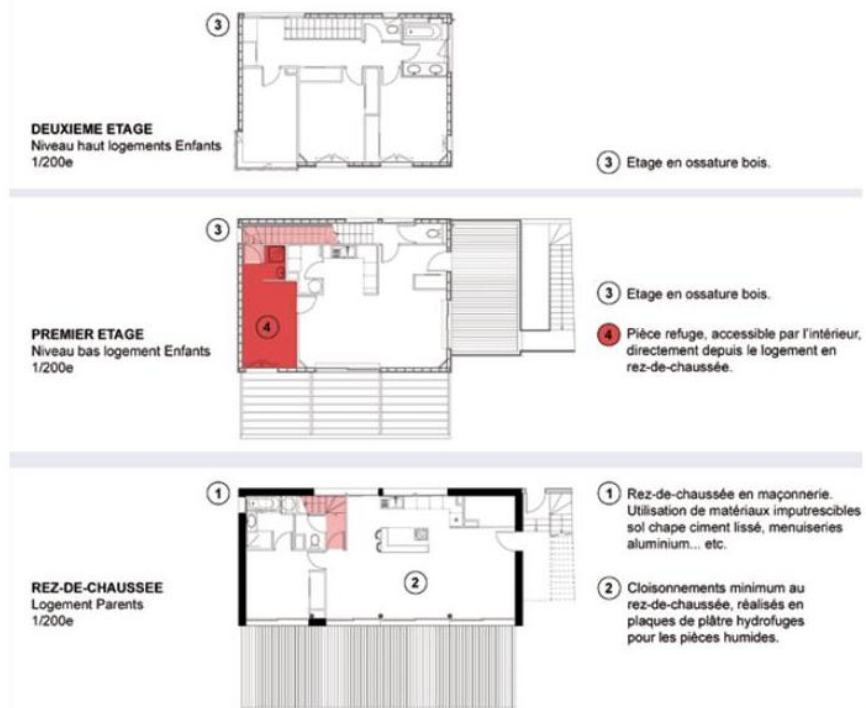 3
DEUXIEME ETAGE
Niveau haut logements Enfants
1/200e
3 Etage en ossature bois.
3
PREMIER ETAGE
Niveau bas logement Enfants
1/200e
4
3 Etage en ossature bois.
4 Pièce refuge, accessible par l'intérieur,
directement depuis le logement en
rez-de-chaussée.
1
REZ-DE-CHAUSSEE
Logement Parents
1/200e
2
1 Rez-de-chaussée en maçonnerie.
Utilisation de matériaux imputrescibles
sol chape ciment lissé, menuiseries
aluminium... etc.
2 Cloisonnements minimum au
rez-de-chaussée, réalisés en
plaques de plâtre hydrofuges
pour les pièces humides.